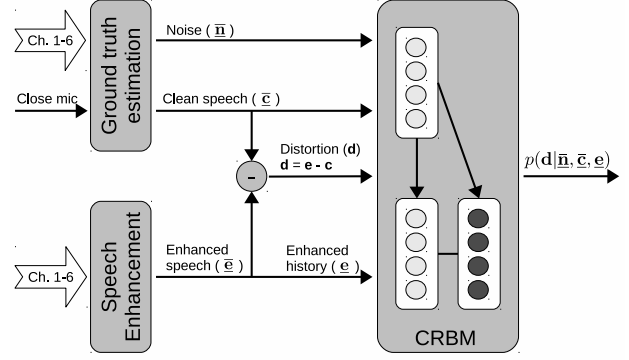 Ch. 1-6
Close mic
Ground truth
estimation
Noise ( n̲̅ )
Clean speech ( c̲̅ )
Distortion (d)
d = e - c
-
Ch. 1-6
Speech
Enhancement
Enhanced
speech ( e̲̅ )
Enhanced
history ( e̲ )
CRBM
p(d|n̲̅, c̲̅, e̲)